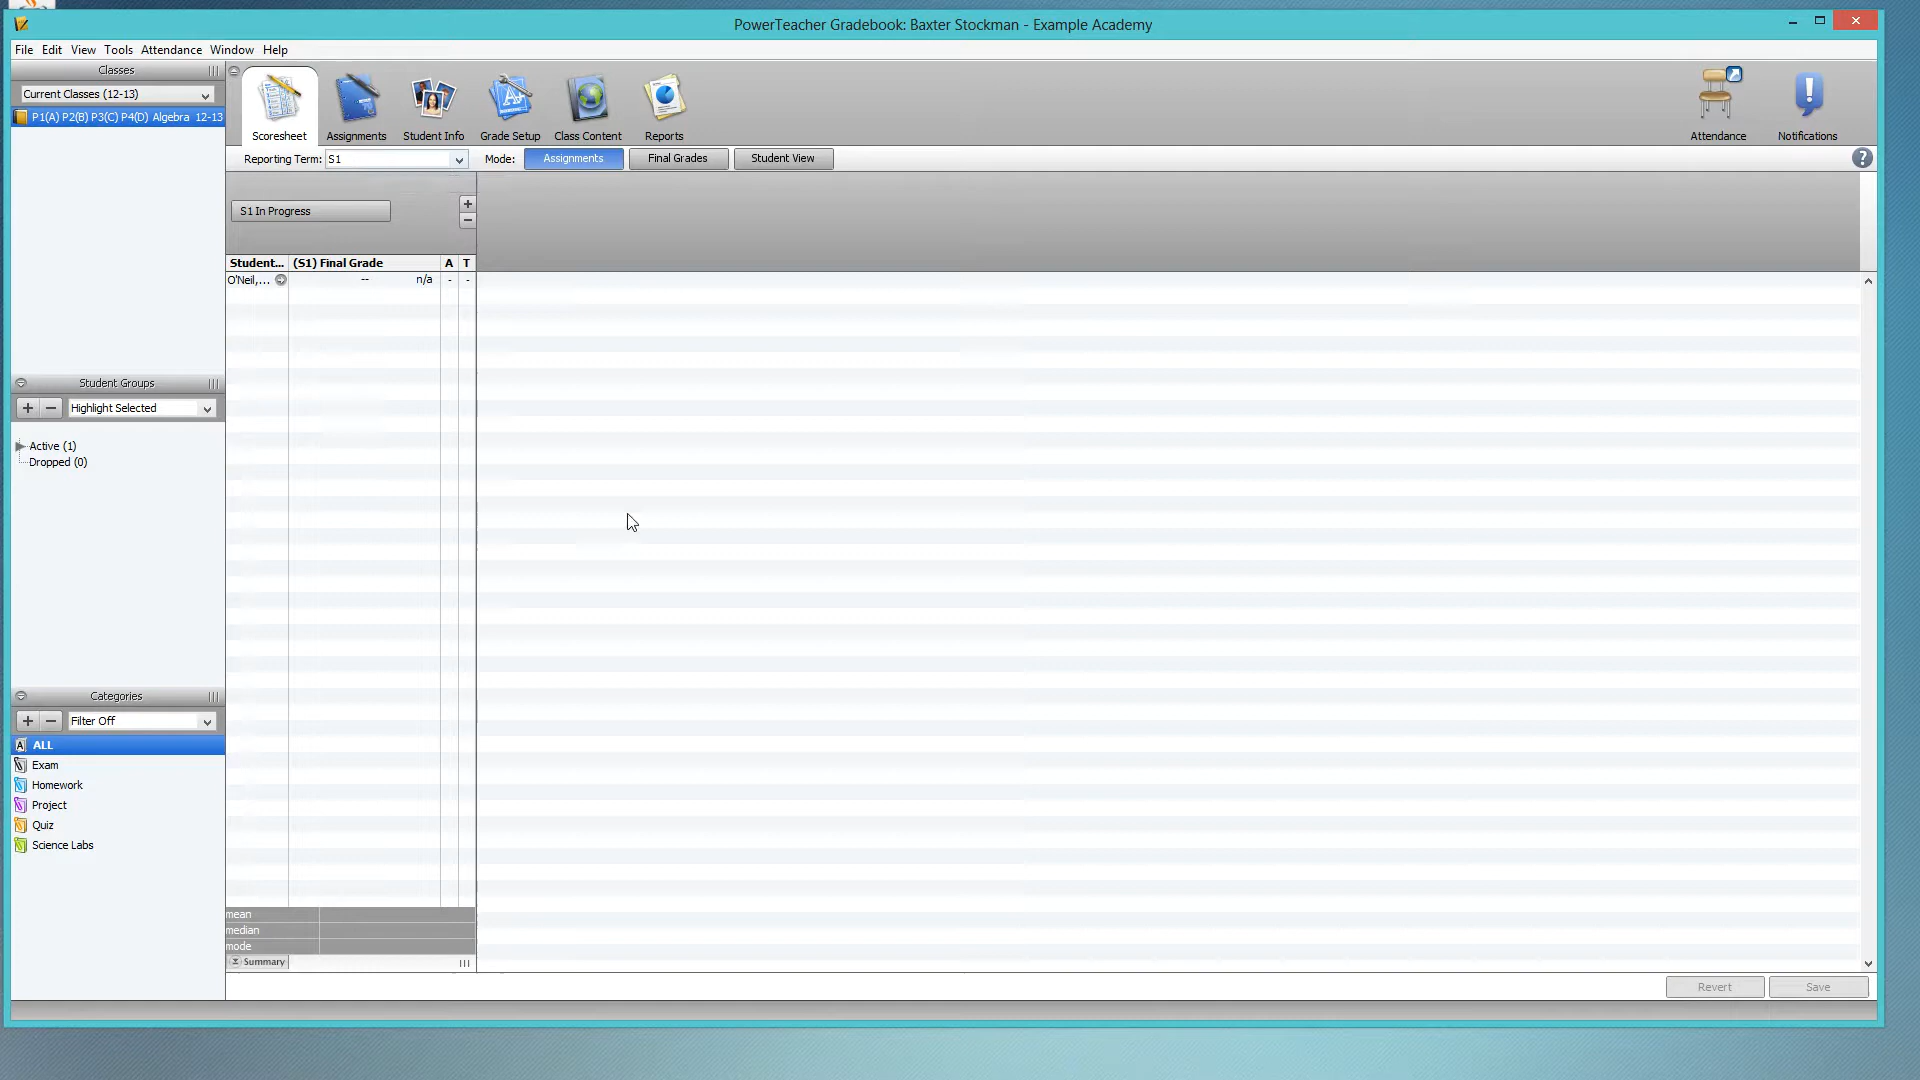 PowerTeacher Gradebook: Baxter Stockman - Example Academy
File Edit View Tools Attendance Window Help
Classes
Current Classes (12-13)
P1(A) P2(B) P3(C) P4(D) Algebra 12-13
Scoresheet Assignments Student Info Grade Setup Class Content Reports Attendance Notifications
Reporting Term: S1 Mode: Assignments Final Grades Student View ?
S1 In Progress + −
Student... (S1) Final Grade A T
O'Neil,... -- n/a - -
Student Groups
+ − Highlight Selected
Active (1)
Dropped (0)
Categories
+ − Filter Off
A ALL
Exam
Homework
Project
Quiz
Science Labs
mean
median
mode
Summary
Revert Save